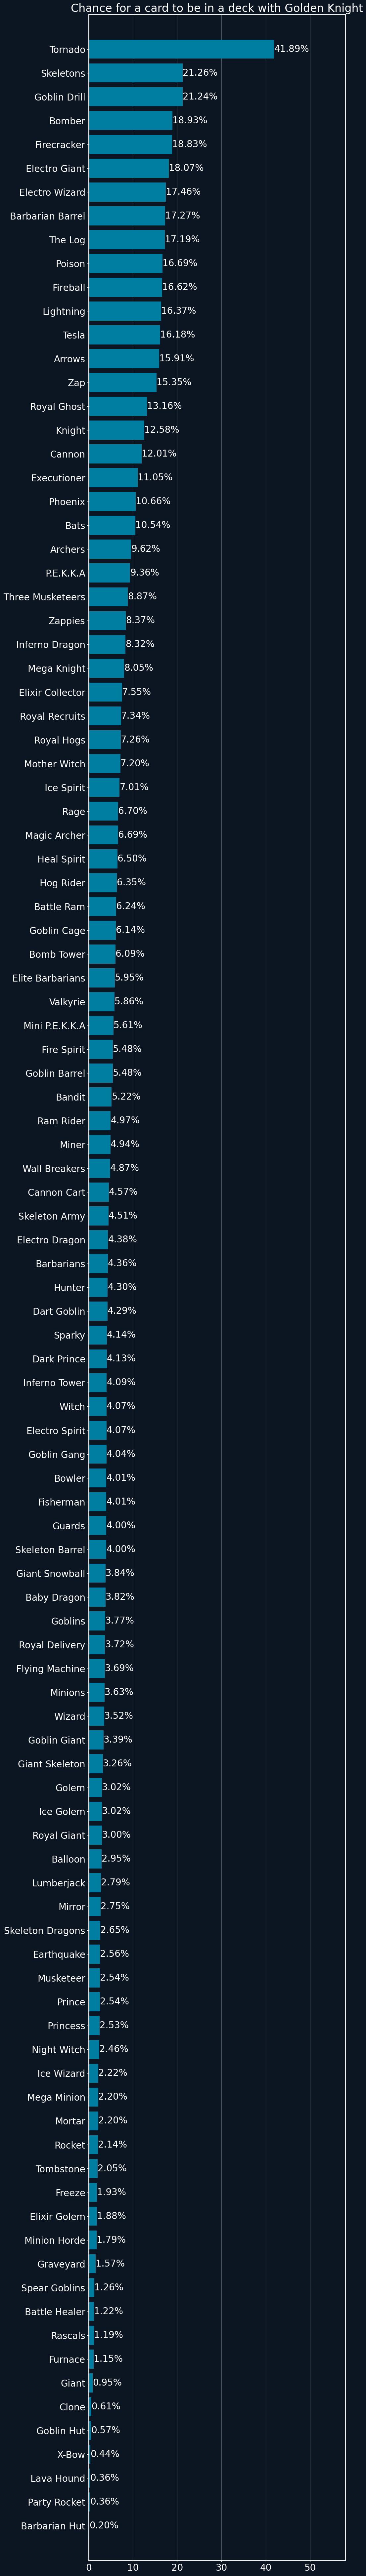 Chance for a card to be in a deck with Golden Knight
Tornado 41.89%
Skeletons 21.26%
Goblin Drill 21.24%
Bomber 18.93%
Firecracker 18.83%
Electro Giant 18.07%
Electro Wizard 17.46%
Barbarian Barrel 17.27%
The Log 17.19%
Poison 16.69%
Fireball 16.62%
Lightning 16.37%
Tesla 16.18%
Arrows 15.91%
Zap 15.35%
Royal Ghost 13.16%
Knight 12.58%
Cannon 12.01%
Executioner 11.05%
Phoenix 10.66%
Bats 10.54%
Archers 9.62%
P.E.K.K.A 9.36%
Three Musketeers 8.87%
Zappies 8.37%
Inferno Dragon 8.32%
Mega Knight 8.05%
Elixir Collector 7.55%
Royal Recruits 7.34%
Royal Hogs 7.26%
Mother Witch 7.20%
Ice Spirit 7.01%
Rage 6.70%
Magic Archer 6.69%
Heal Spirit 6.50%
Hog Rider 6.35%
Battle Ram 6.24%
Goblin Cage 6.14%
Bomb Tower 6.09%
Elite Barbarians 5.95%
Valkyrie 5.86%
Mini P.E.K.K.A 5.61%
Fire Spirit 5.48%
Goblin Barrel 5.48%
Bandit 5.22%
Ram Rider 4.97%
Miner 4.94%
Wall Breakers 4.87%
Cannon Cart 4.57%
Skeleton Army 4.51%
Electro Dragon 4.38%
Barbarians 4.36%
Hunter 4.30%
Dart Goblin 4.29%
Sparky 4.14%
Dark Prince 4.13%
Inferno Tower 4.09%
Witch 4.07%
Electro Spirit 4.07%
Goblin Gang 4.04%
Bowler 4.01%
Fisherman 4.01%
Guards 4.00%
Skeleton Barrel 4.00%
Giant Snowball 3.84%
Baby Dragon 3.82%
Goblins 3.77%
Royal Delivery 3.72%
Flying Machine 3.69%
Minions 3.63%
Wizard 3.52%
Goblin Giant 3.39%
Giant Skeleton 3.26%
Golem 3.02%
Ice Golem 3.02%
Royal Giant 3.00%
Balloon 2.95%
Lumberjack 2.79%
Mirror 2.75%
Skeleton Dragons 2.65%
Earthquake 2.56%
Musketeer 2.54%
Prince 2.54%
Princess 2.53%
Night Witch 2.46%
Ice Wizard 2.22%
Mega Minion 2.20%
Mortar 2.20%
Rocket 2.14%
Tombstone 2.05%
Freeze 1.93%
Elixir Golem 1.88%
Minion Horde 1.79%
Graveyard 1.57%
Spear Goblins 1.26%
Battle Healer 1.22%
Rascals 1.19%
Furnace 1.15%
Giant 0.95%
Clone 0.61%
Goblin Hut 0.57%
X-Bow 0.44%
Lava Hound 0.36%
Party Rocket 0.36%
Barbarian Hut 0.20%
0 10 20 30 40 50